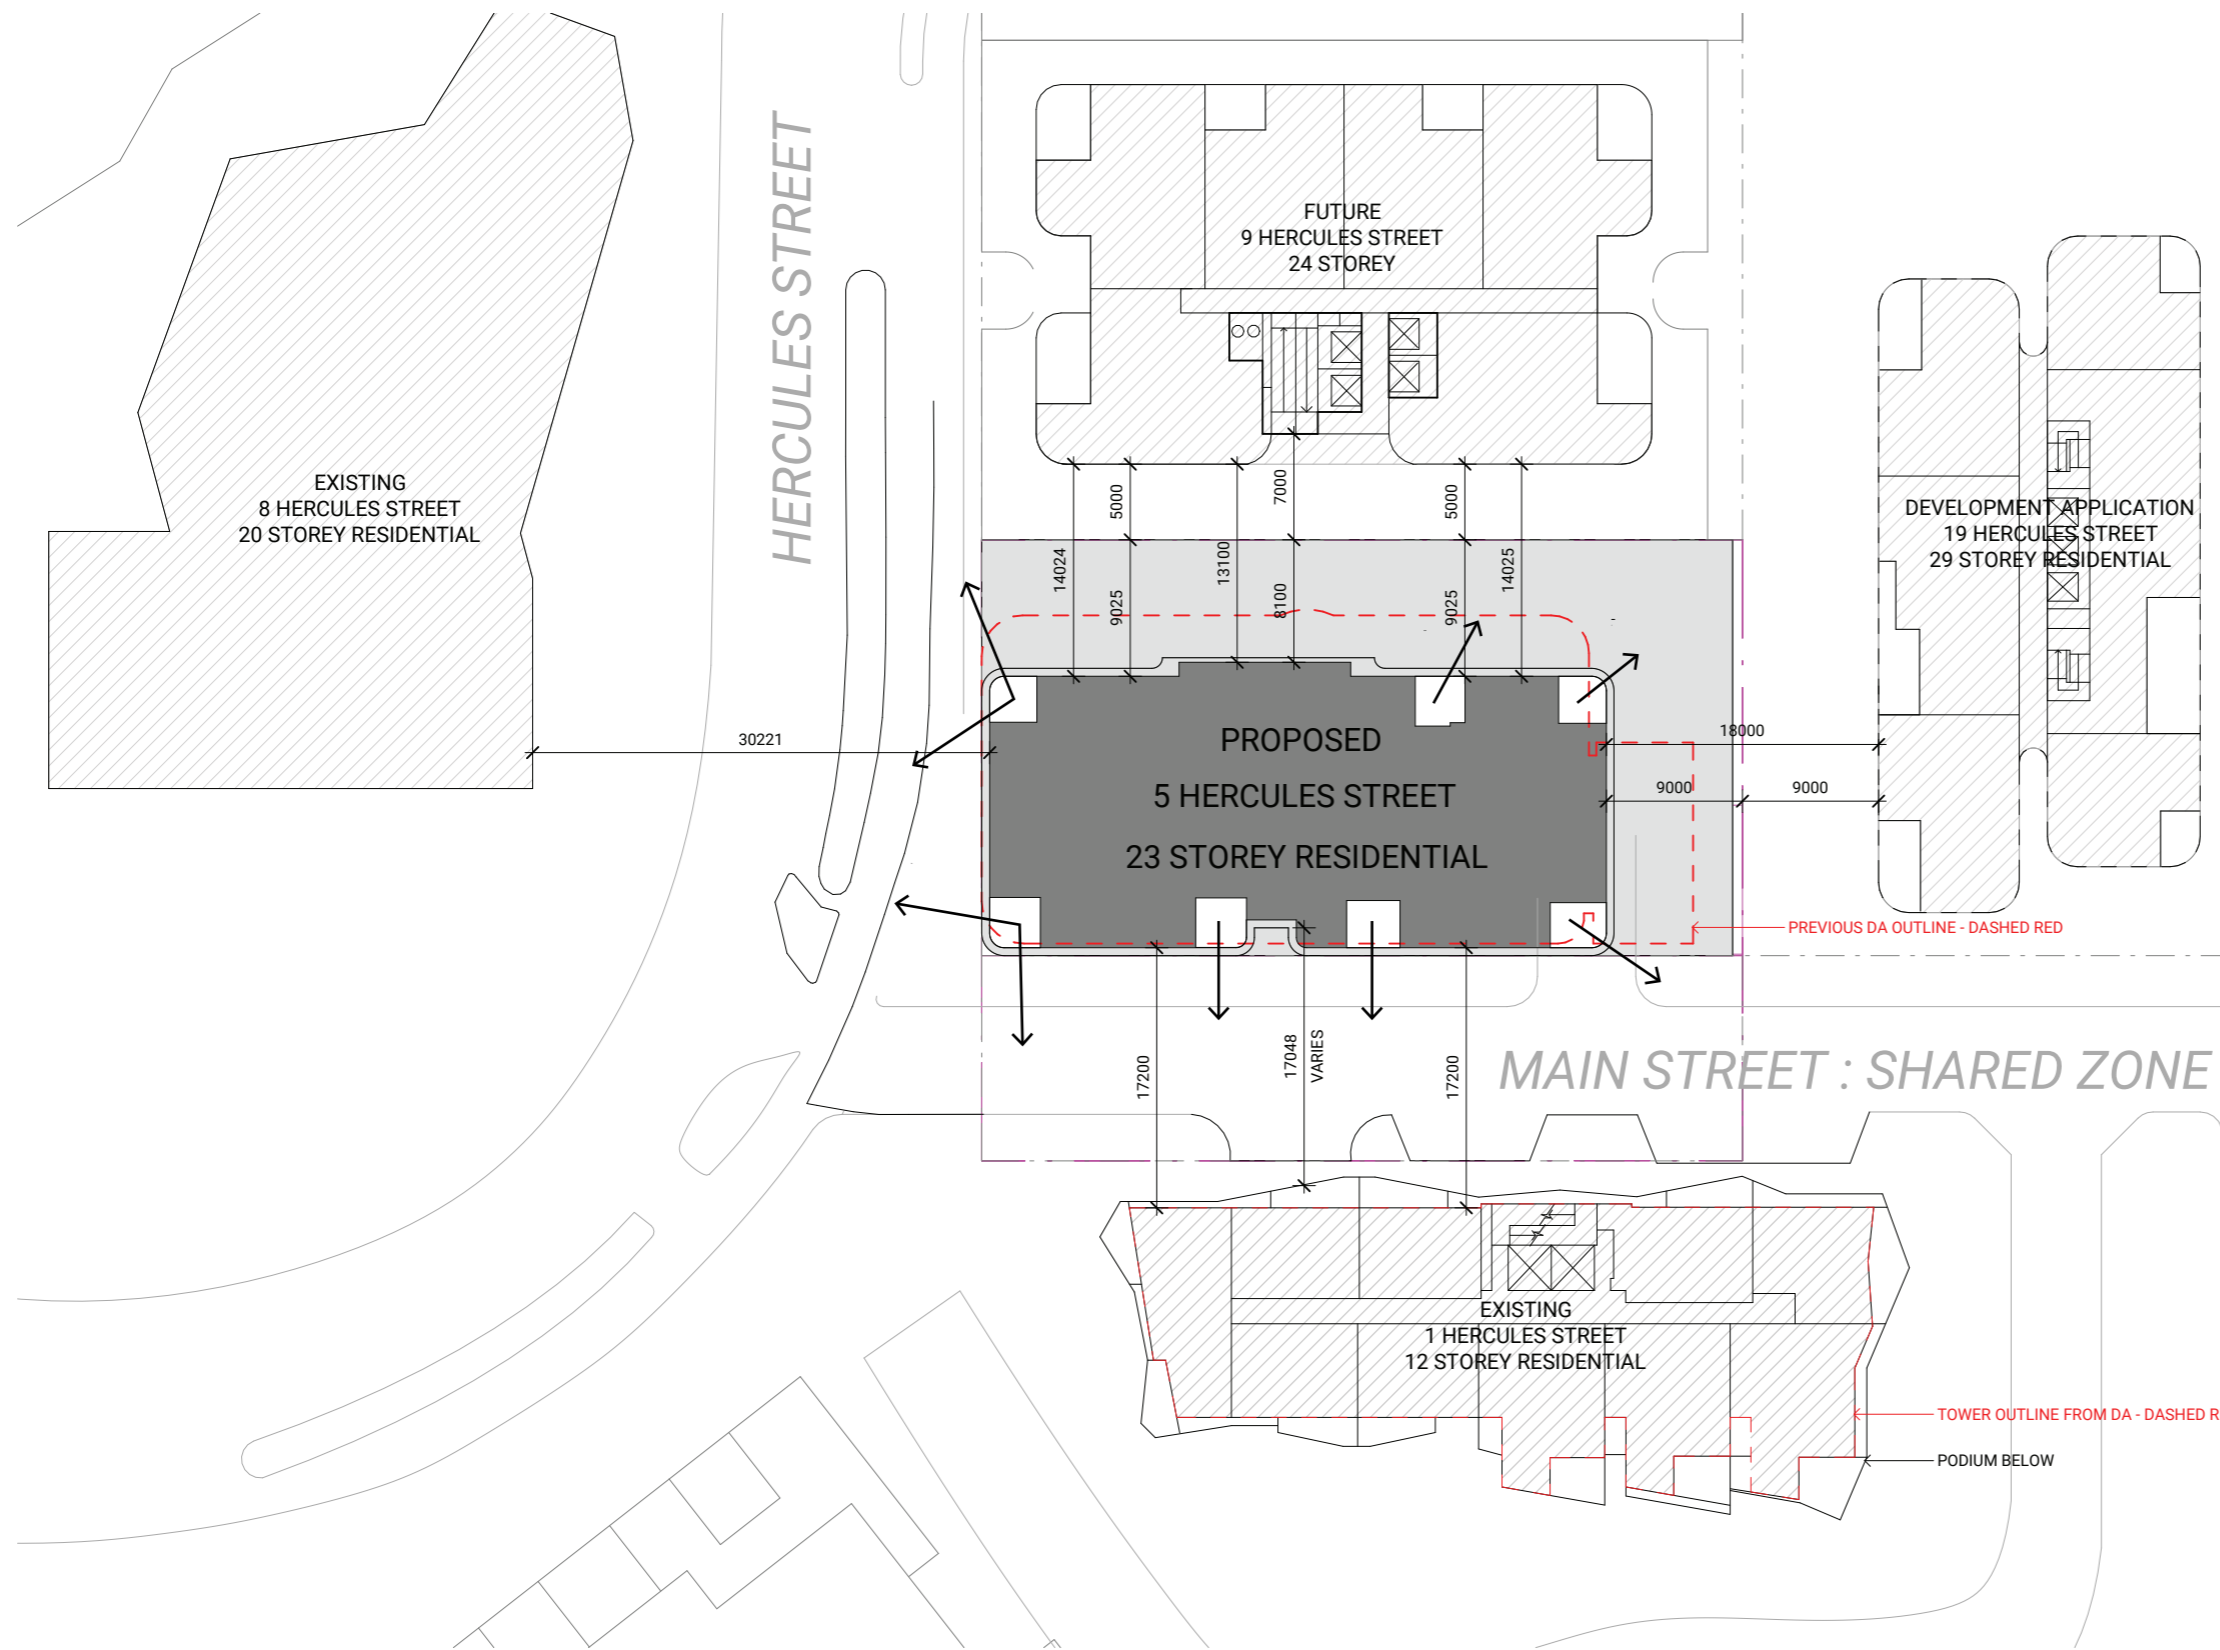 HERCULES STREET
FUTURE
9 HERCULES STREET
24 STOREY
EXISTING
8 HERCULES STREET
20 STOREY RESIDENTIAL
DEVELOPMENT APPLICATION
19 HERCULES STREET
29 STOREY RESIDENTIAL
5000
7000
5000
14024
13100
14025
9025
8100
9025
30221
18000
9000
9000
PROPOSED
5 HERCULES STREET
23 STOREY RESIDENTIAL
PREVIOUS DA OUTLINE - DASHED RED
17200
17048
VARIES
17200
MAIN STREET : SHARED ZONE
EXISTING
1 HERCULES STREET
12 STOREY RESIDENTIAL
TOWER OUTLINE FROM DA - DASHED R
PODIUM BELOW